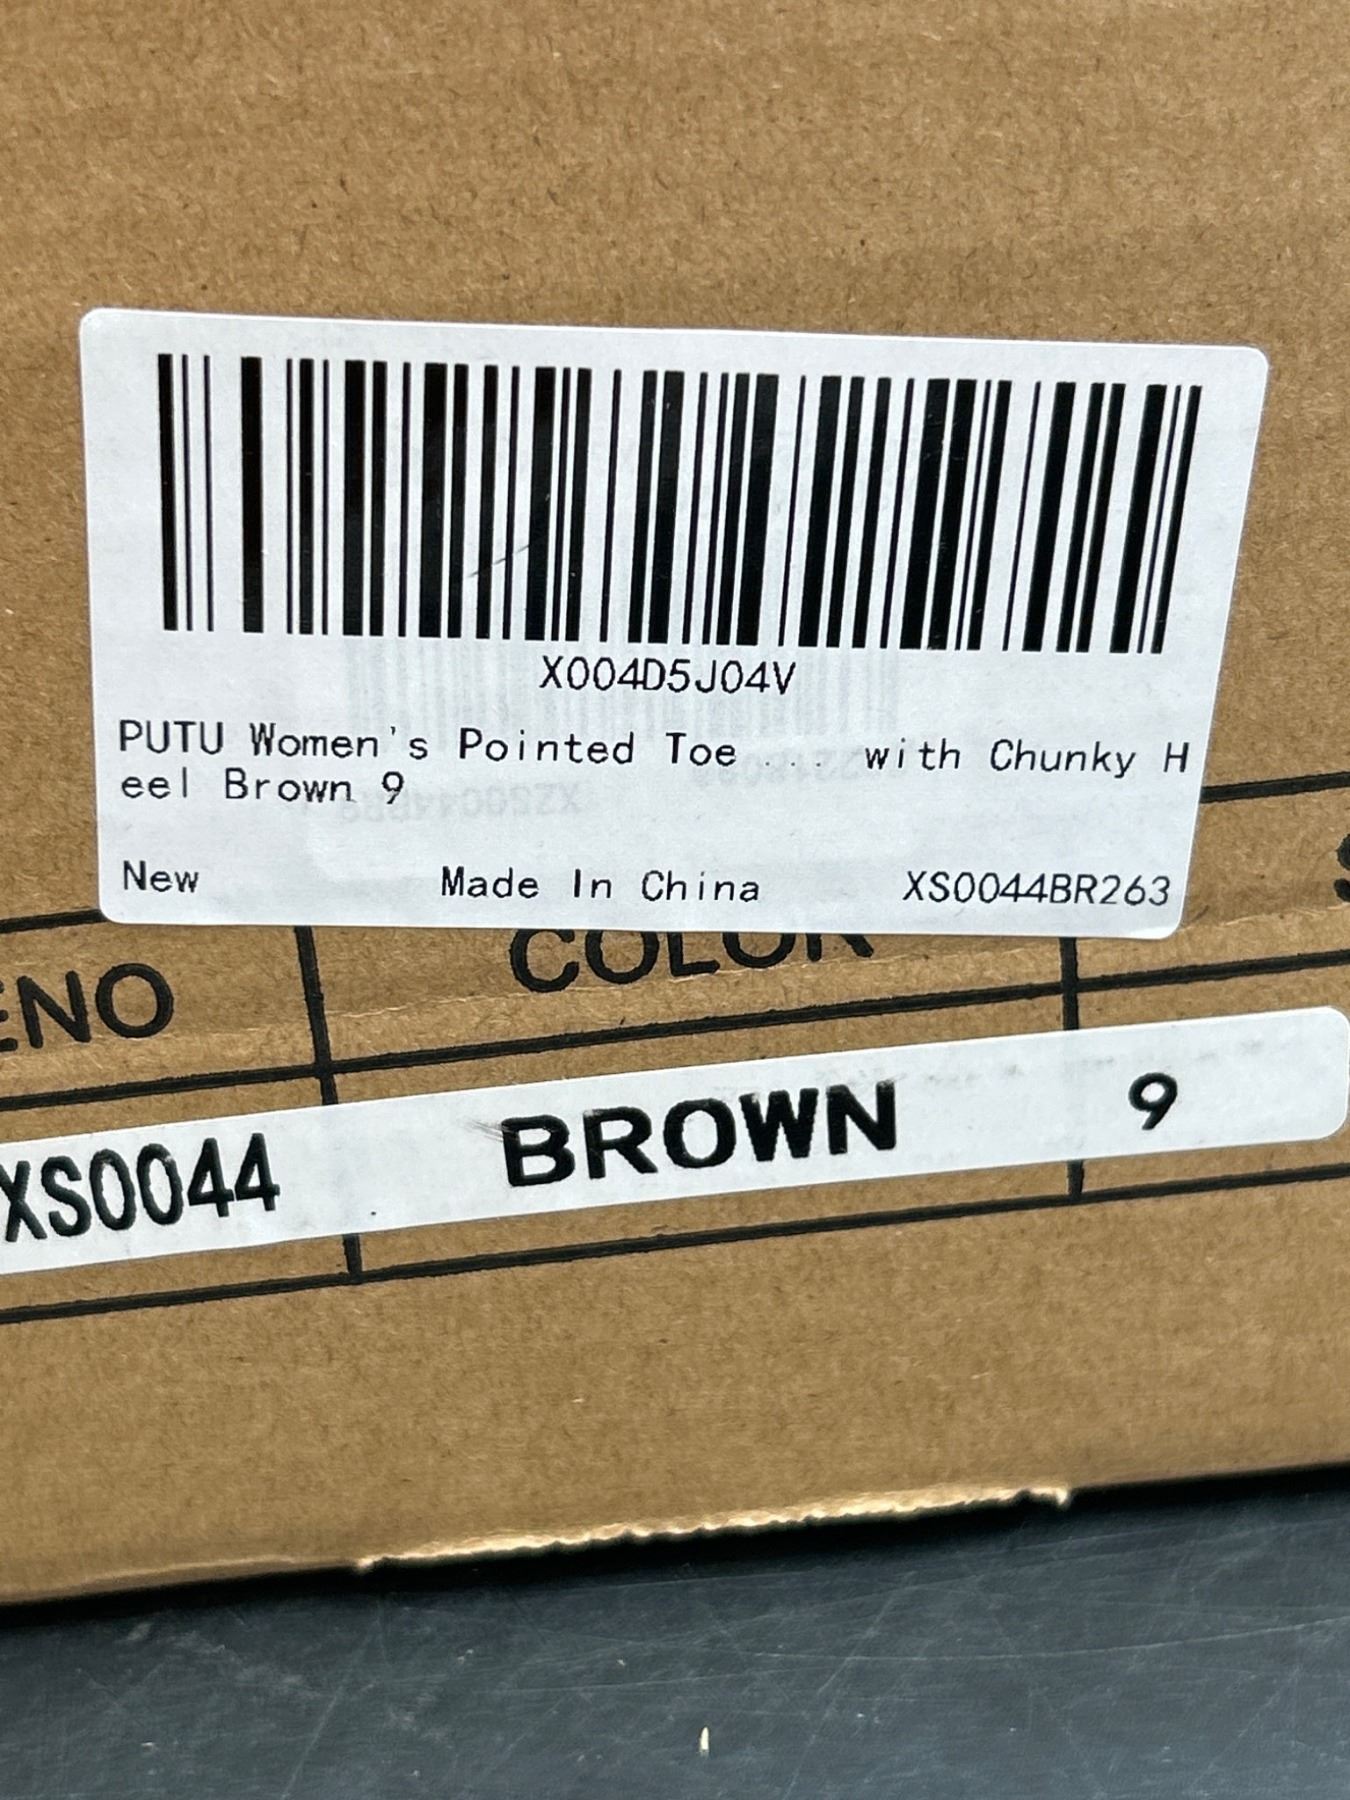 X004D5J04V
PUTU Women's Pointed Toe ... with Chunky H
eel Brown 9
New Made In China XS0044BR263
ENO COLOR S
XS0044 BROWN 9